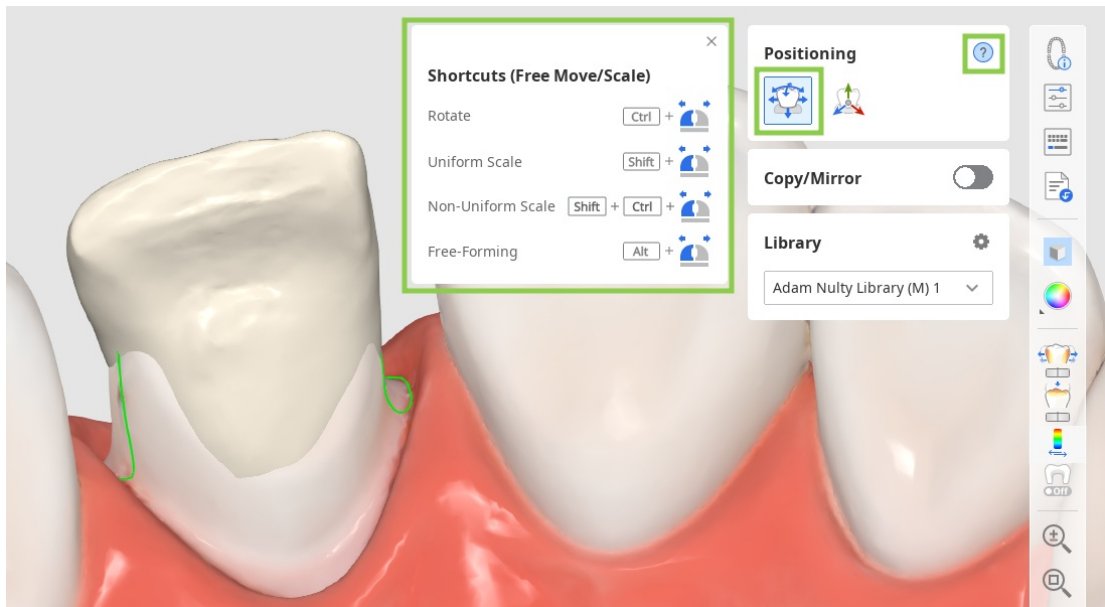 Shortcuts (Free Move/Scale)
Rotate Ctrl +
Uniform Scale Shift +
Non-Uniform Scale Shift + Ctrl +
Free-Forming Alt +
Positioning ?
Copy/Mirror
Library
Adam Nulty Library (M) 1
Off